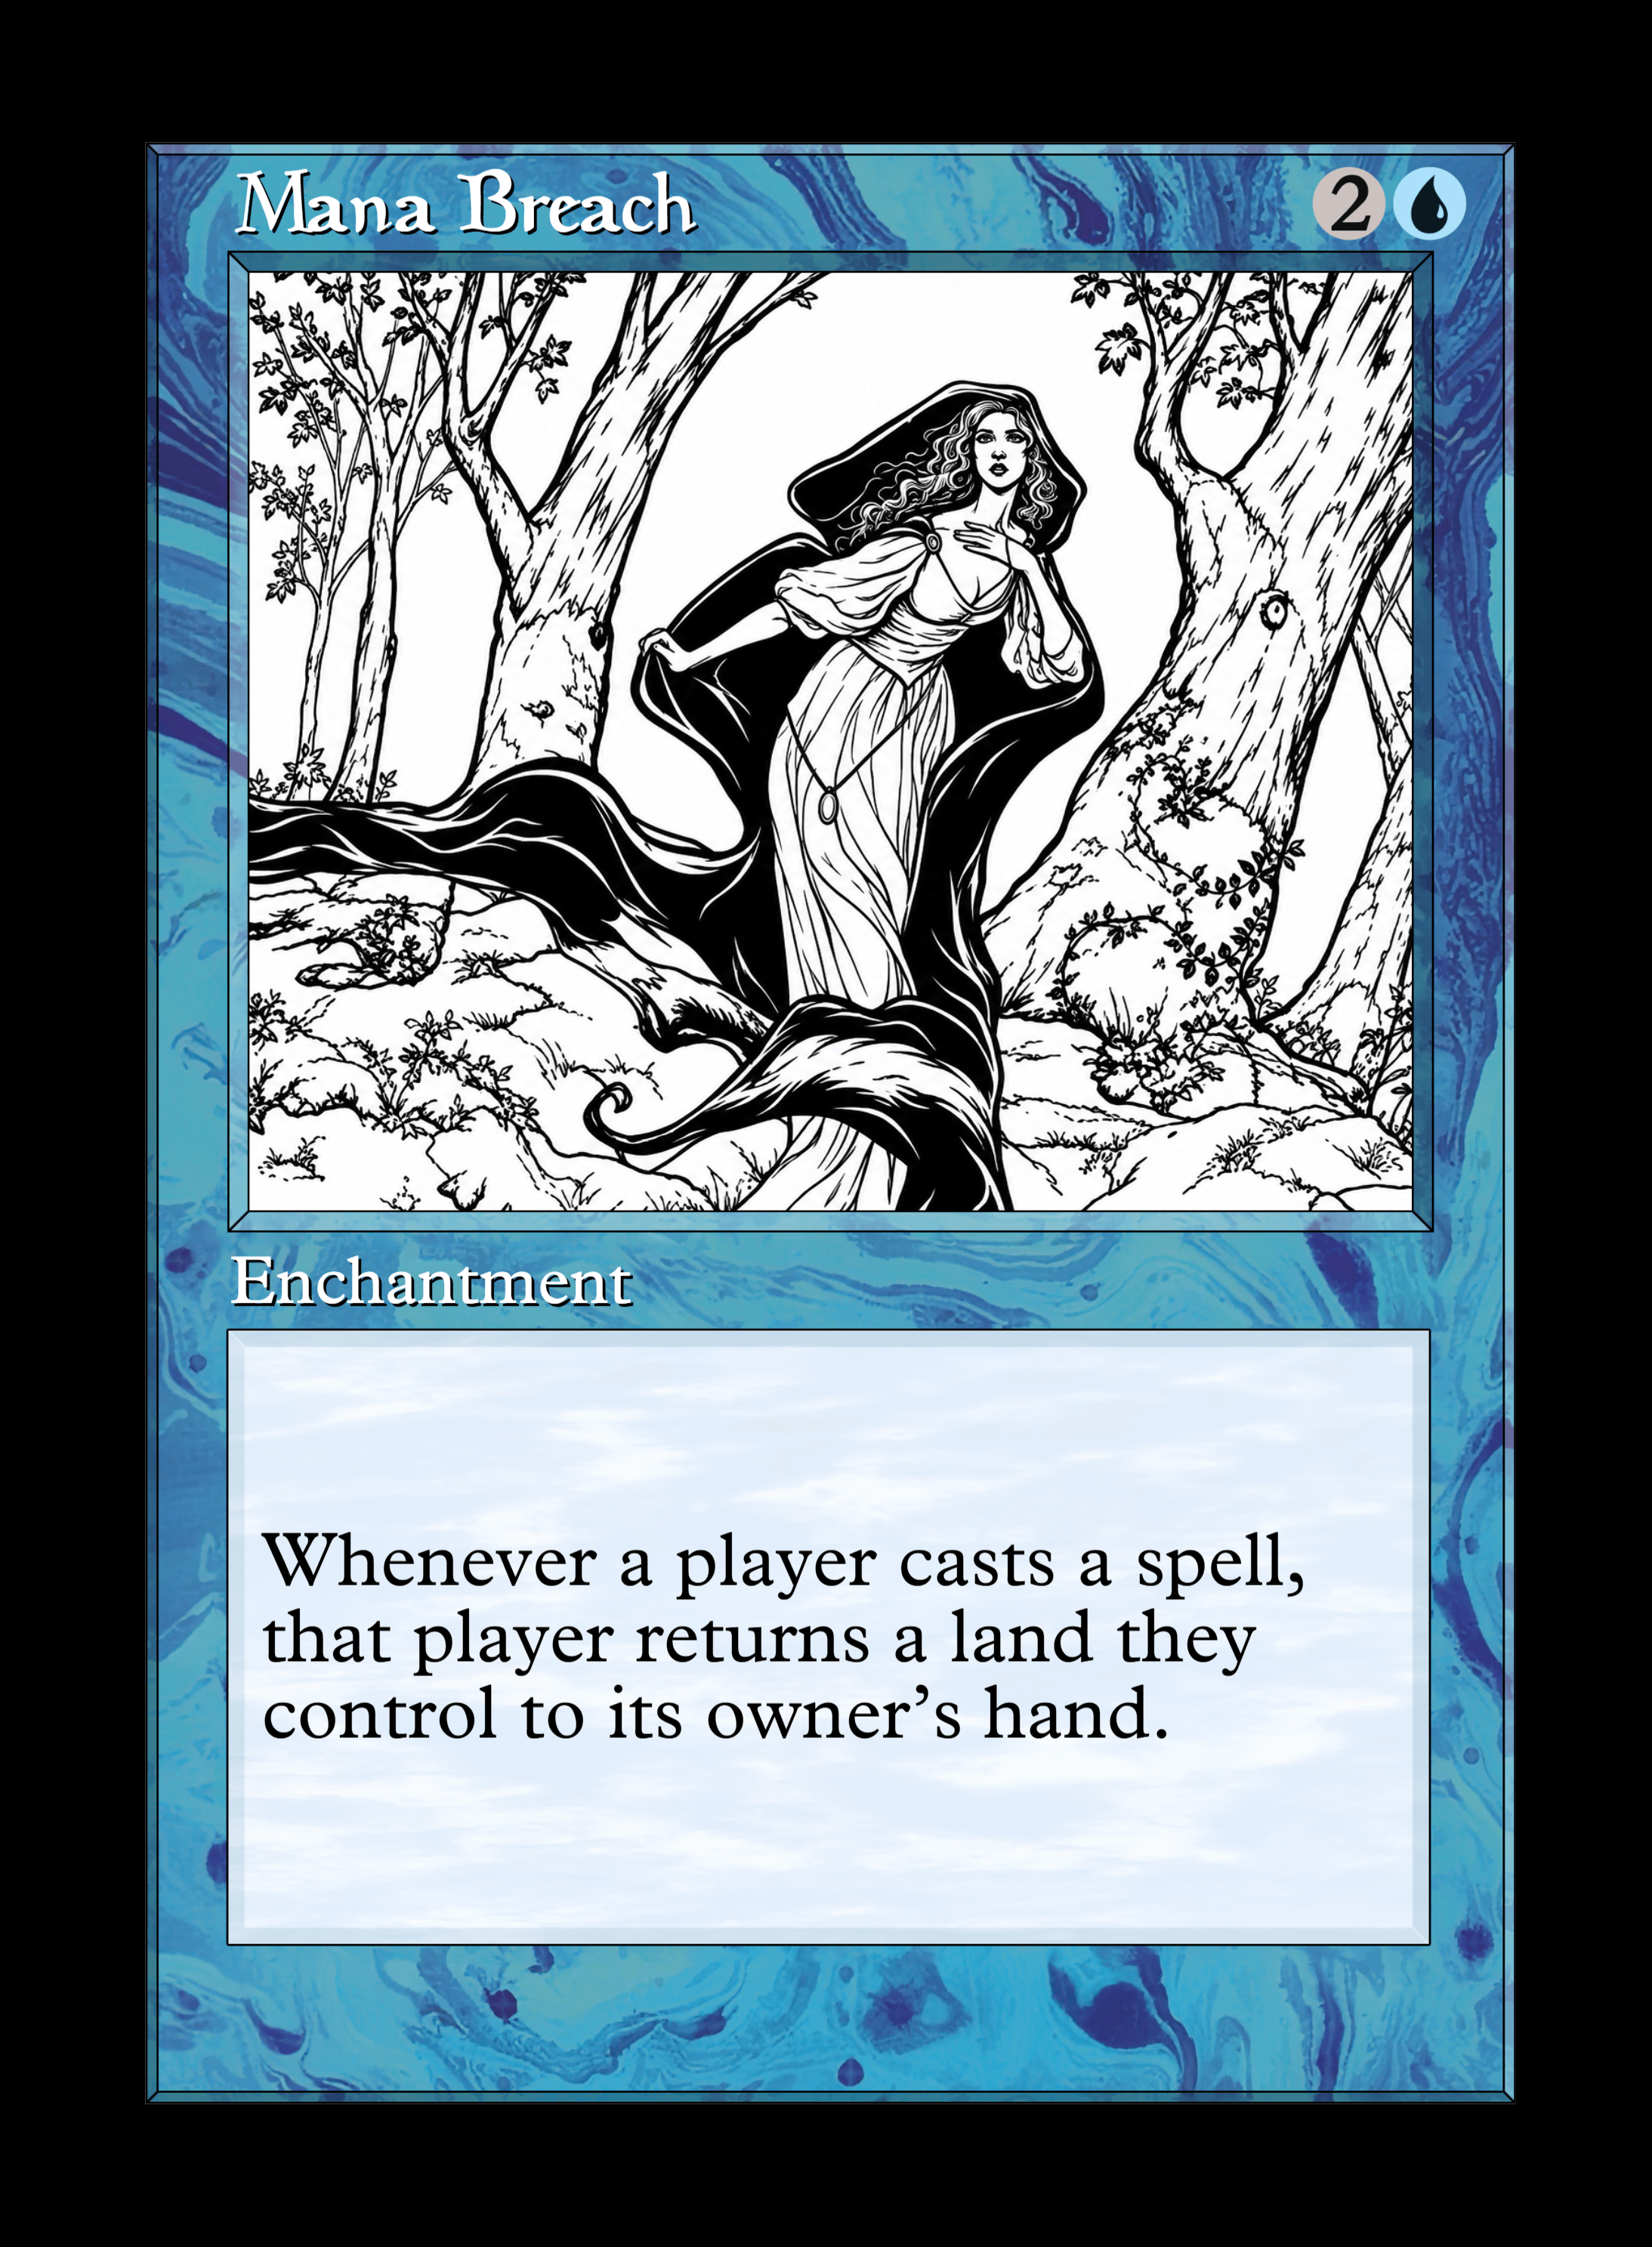 Mana Breach 2
Enchantment
Whenever a player casts a spell,
that player returns a land they
control to its owner’s hand.